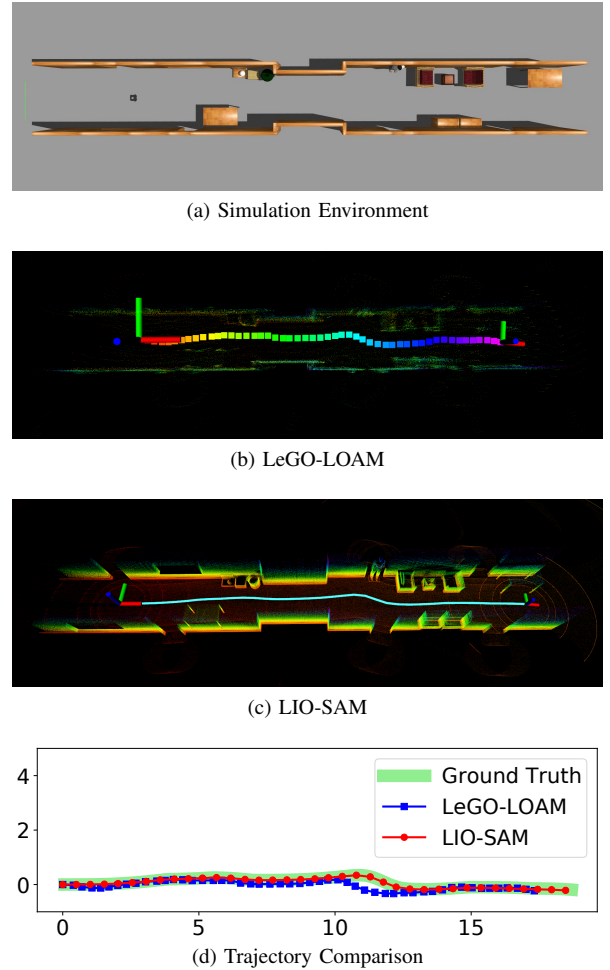 (a) Simulation Environment
(b) LeGO-LOAM
(c) LIO-SAM
4
2
0
Ground Truth
LeGO-LOAM
LIO-SAM
0 5 10 15
(d) Trajectory Comparison